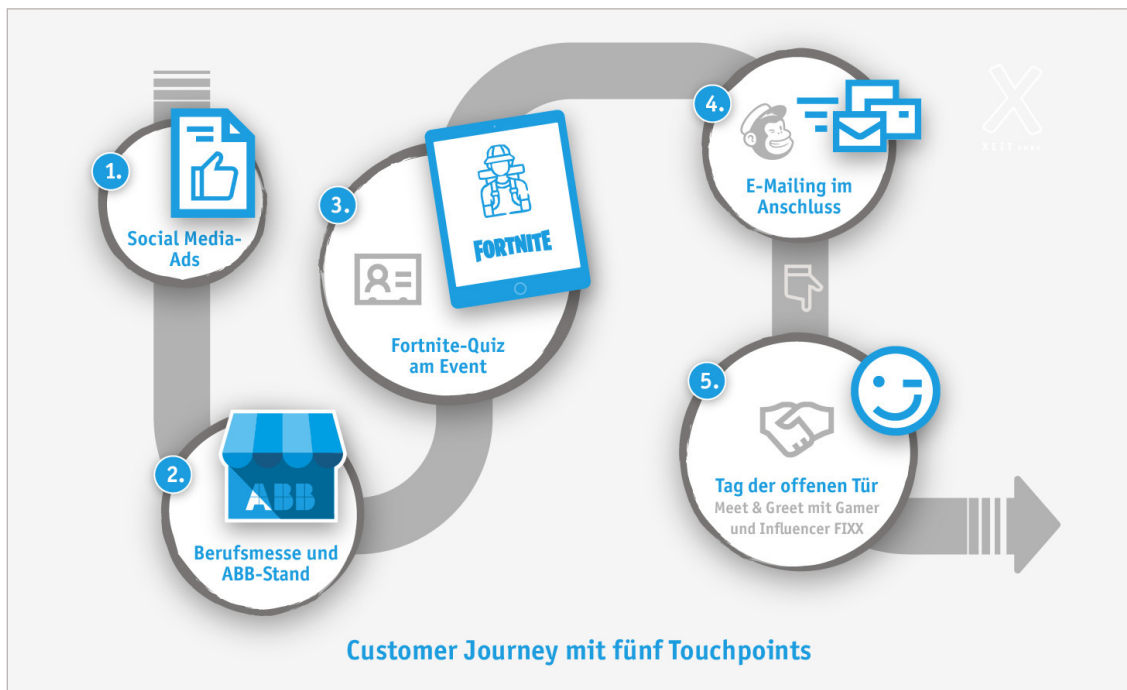 1.
Social Media-
Ads
2.
ABB
Berufsmesse und
ABB-Stand
3.
FORTNITE
Fortnite-Quiz
am Event
4.
E-Mailing im
Anschluss
5.
Tag der offenen Tür
Meet & Greet mit Gamer
und Influencer FIXX
X
Customer Journey mit fünf Touchpoints